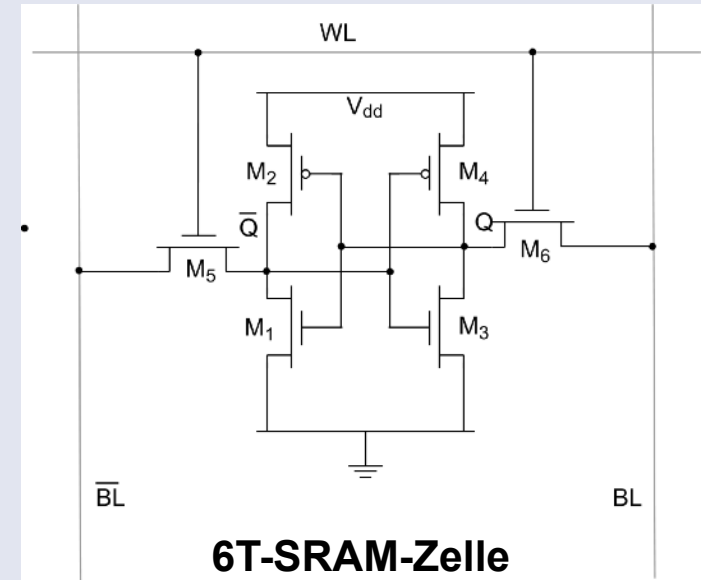 WL
V_dd
M₂
M₄
Q̅
Q
M₅
M₆
M₁
M₃
B̅L̅
BL
6T-SRAM-Zelle